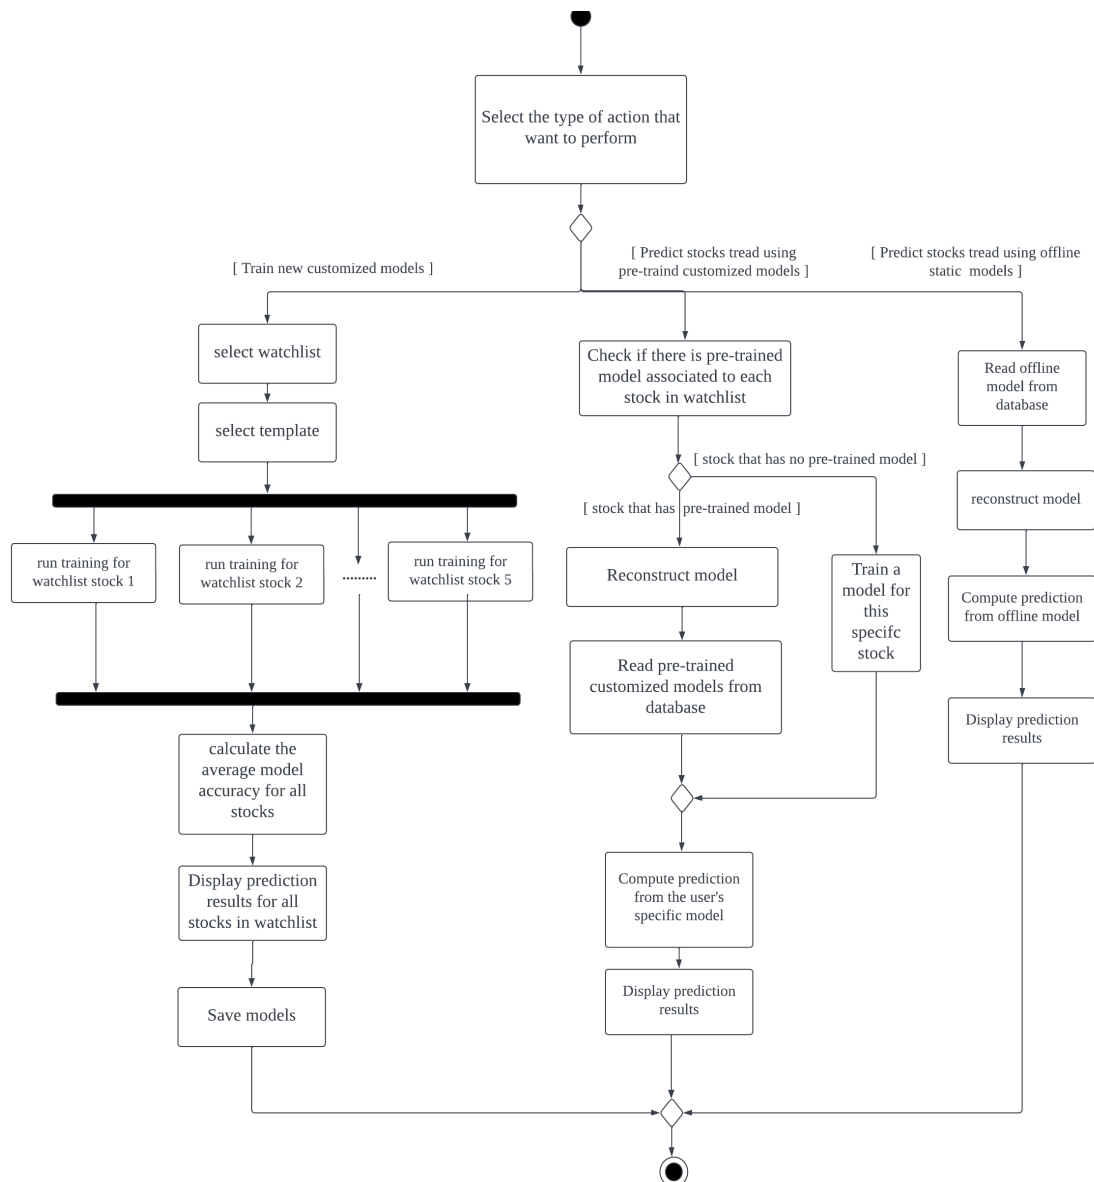 Select the type of action that
want to perform
[ Train new customized models ]
[ Predict stocks tread using
pre-traind customized models ]
[ Predict stocks tread using offline
static models ]
select watchlist
select template
run training for
watchlist stock 1
run training for
watchlist stock 2
.........
run training for
watchlist stock 5
calculate the
average model
accuracy for all
stocks
Display prediction
results for all
stocks in watchlist
Save models
Check if there is pre-trained
model associated to each
stock in watchlist
[ stock that has no pre-trained model ]
[ stock that has pre-trained model ]
Reconstruct model
Read pre-trained
customized models from
database
Train a
model for
this
specifc
stock
Compute prediction
from the user's
specific model
Display prediction
results
Read offline
model from
database
reconstruct model
Compute prediction
from offline model
Display prediction
results